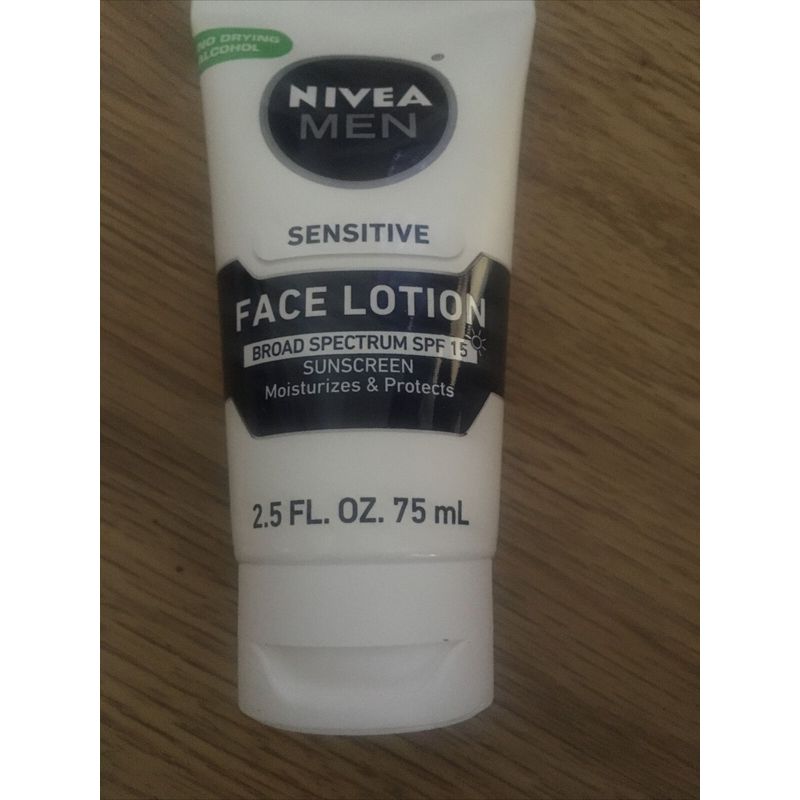 NO DRYING
ALCOHOL
NIVEA
MEN
SENSITIVE
FACE LOTION
BROAD SPECTRUM SPF 15
SUNSCREEN
Moisturizes & Protects
2.5 FL. OZ. 75 mL